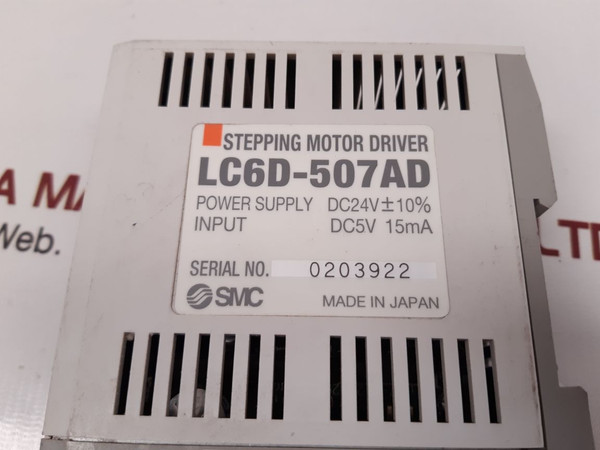 STEPPING MOTOR DRIVER
LC6D-507AD
POWER SUPPLY DC24V±10%
INPUT DC5V 15mA
SERIAL NO. 0203922
SMC MADE IN JAPAN
Web.